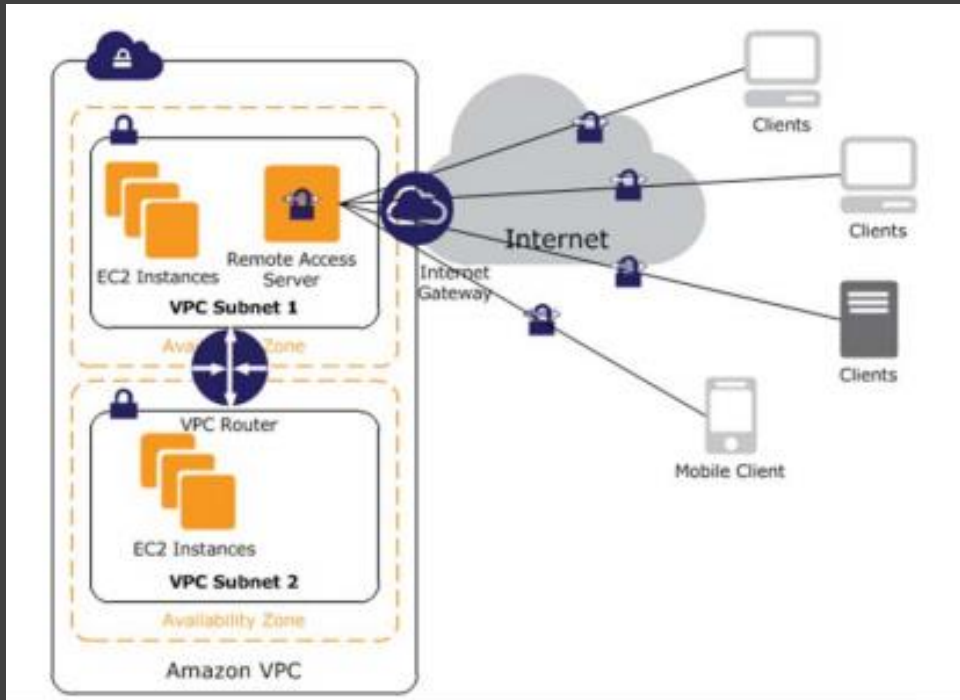 Clients
Clients
Internet
EC2 Instances
Remote Access
Server
Internet
Gateway
VPC Subnet 1
Zone
Clients
VPC Router
Mobile Client
EC2 Instances
VPC Subnet 2
Availability Zone
Amazon VPC